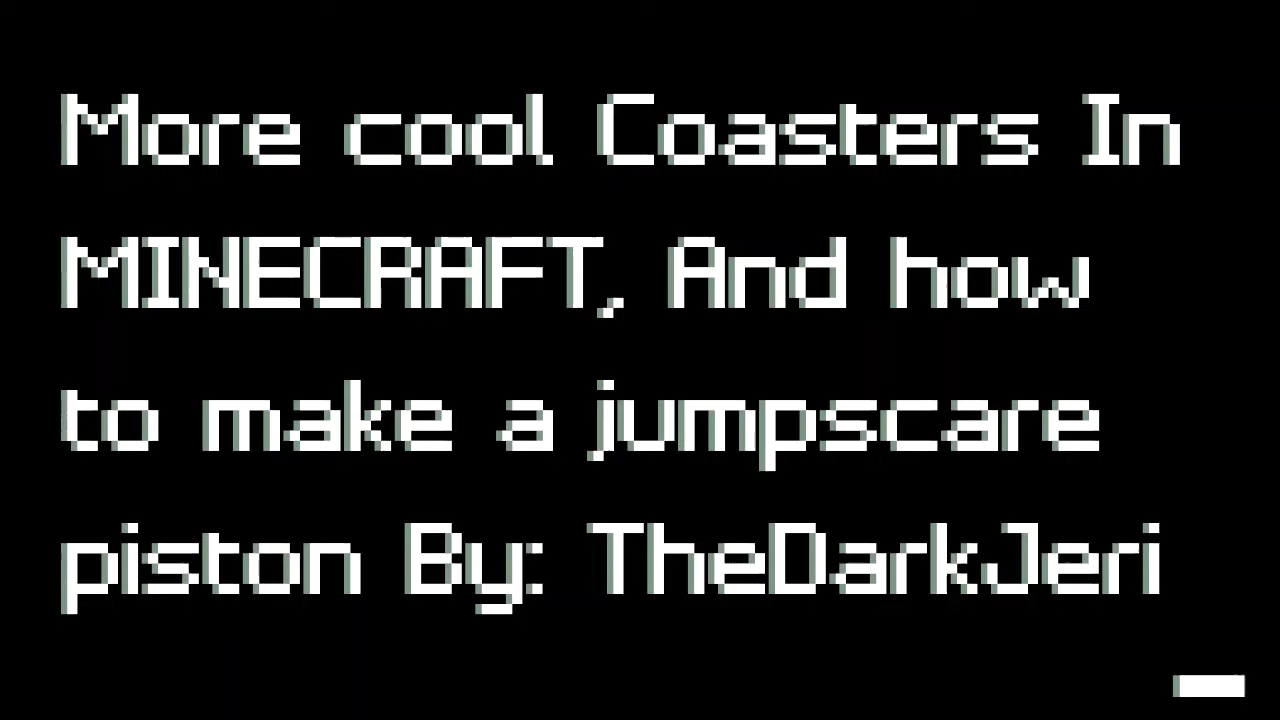 More cool Coasters In
MINECRAFT, And how
to make a jumpscare
piston By: TheDarkJeri